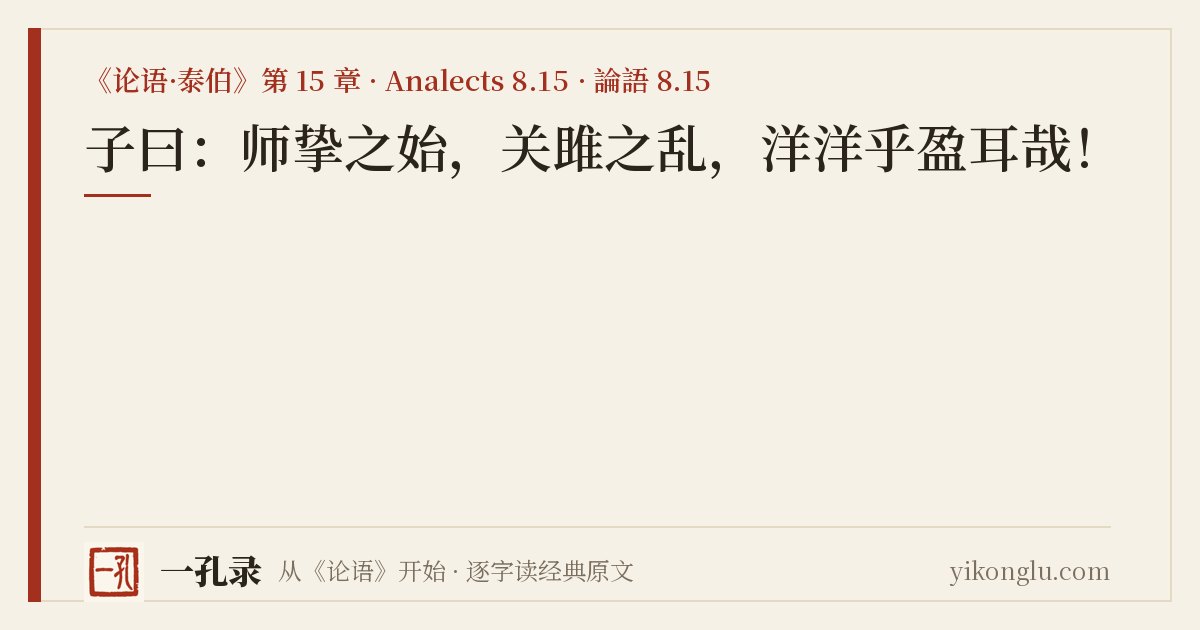 《论语·泰伯》第 15 章 · Analects 8.15 · 論語 8.15
子曰：师挚之始，关雎之乱，洋洋乎盈耳哉！
一孔
一孔录 从《论语》开始 · 逐字读经典原文 yikonglu.com